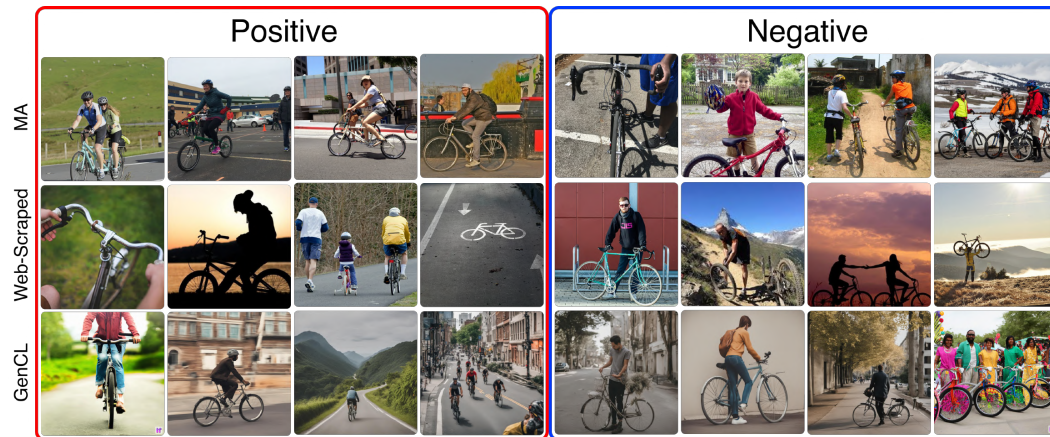 Positive
Negative
MA
Web-Scraped
GenCL